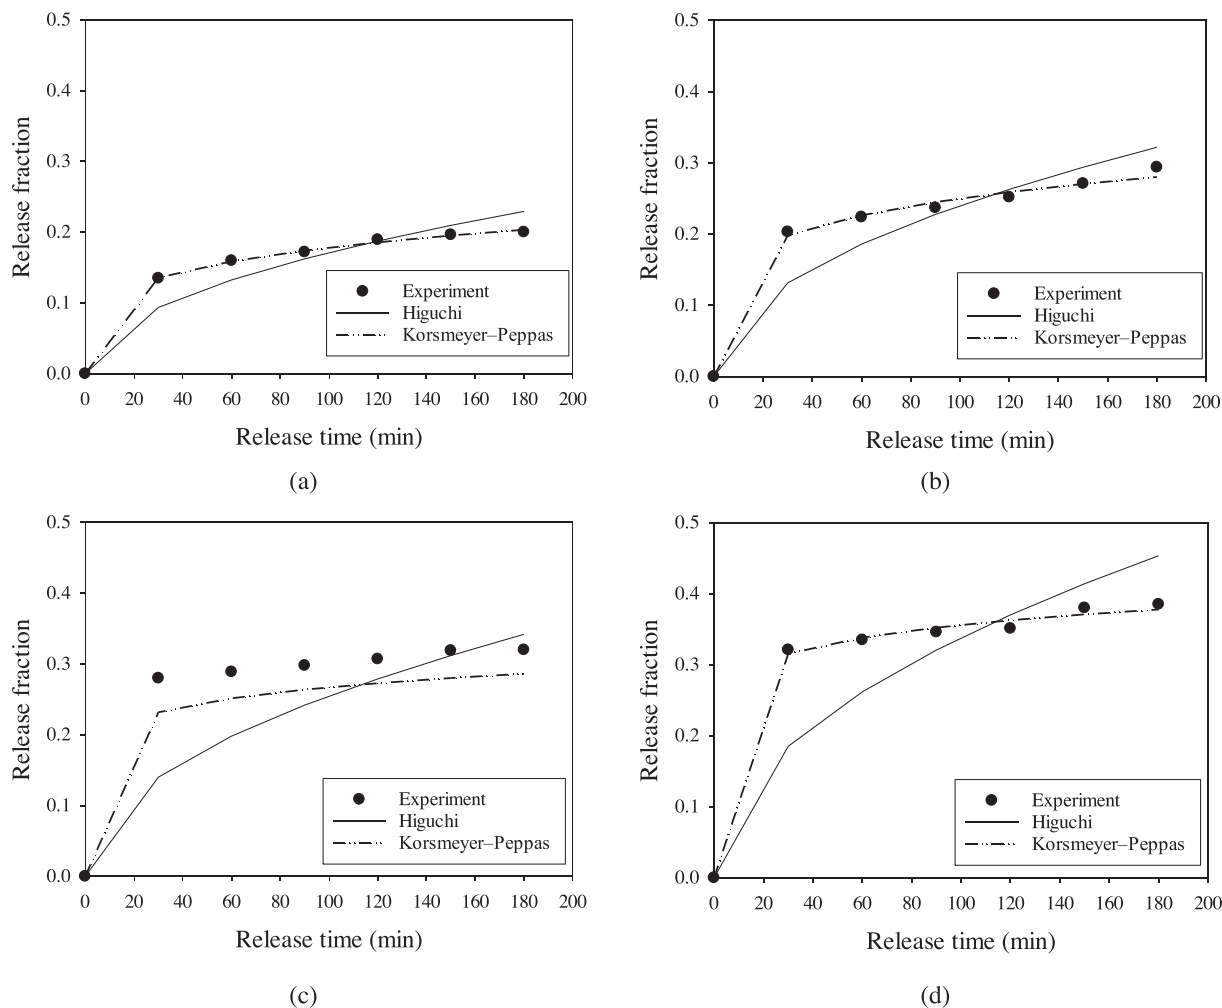 0.5
0.4
0.3
0.2
0.1
0.0
Release fraction
Experiment
Higuchi
Korsmeyer–Peppas
0 20 40 60 80 100 120 140 160 180 200
Release time (min)
(a)
0.5
0.4
0.3
0.2
0.1
0.0
Release fraction
Experiment
Higuchi
Korsmeyer–Peppas
0 20 40 60 80 100 120 140 160 180 200
Release time (min)
(b)
0.5
0.4
0.3
0.2
0.1
0.0
Release fraction
Experiment
Higuchi
Korsmeyer–Peppas
0 20 40 60 80 100 120 140 160 180 200
Release time (min)
(c)
0.5
0.4
0.3
0.2
0.1
0.0
Release fraction
Experiment
Higuchi
Korsmeyer–Peppas
0 20 40 60 80 100 120 140 160 180 200
Release time (min)
(d)